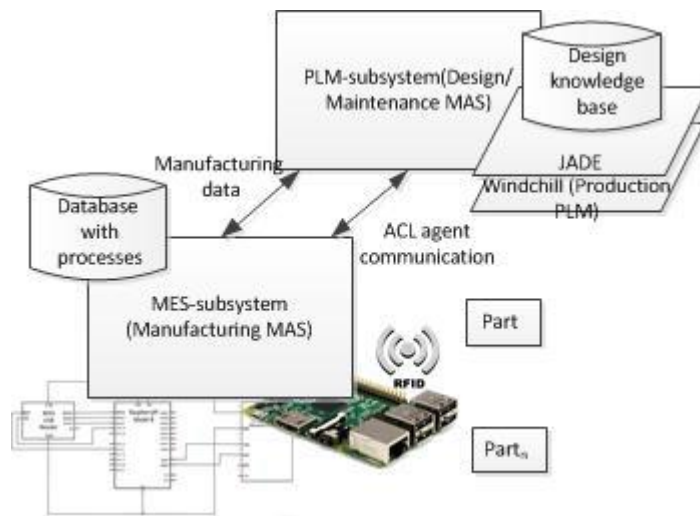 PLM-subsystem(Design/
Maintenance MAS)
Design
knowledge
base
JADE
Windchill (Production
PLM)
Manufacturing
data
Database
with
processes
ACL agent
communication
MES-subsystem
(Manufacturing MAS)
Part
RFID
Partₙ